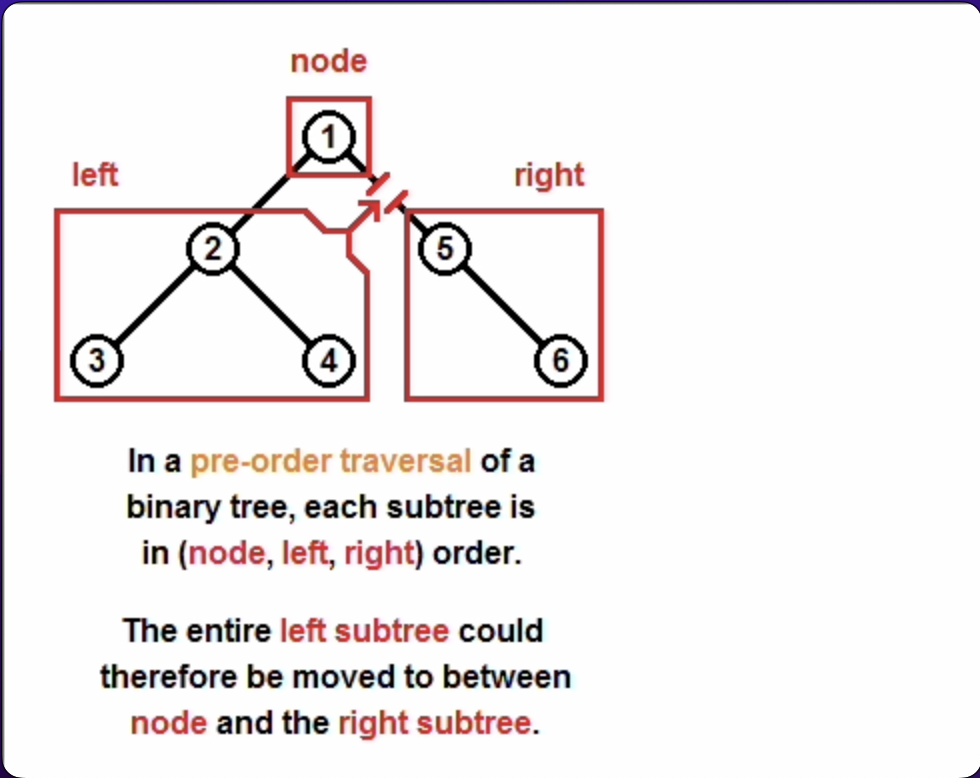 node
1
left
right
2
5
3
4
6
In a pre-order traversal of a
binary tree, each subtree is
in (node, left, right) order.
The entire left subtree could
therefore be moved to between
node and the right subtree.